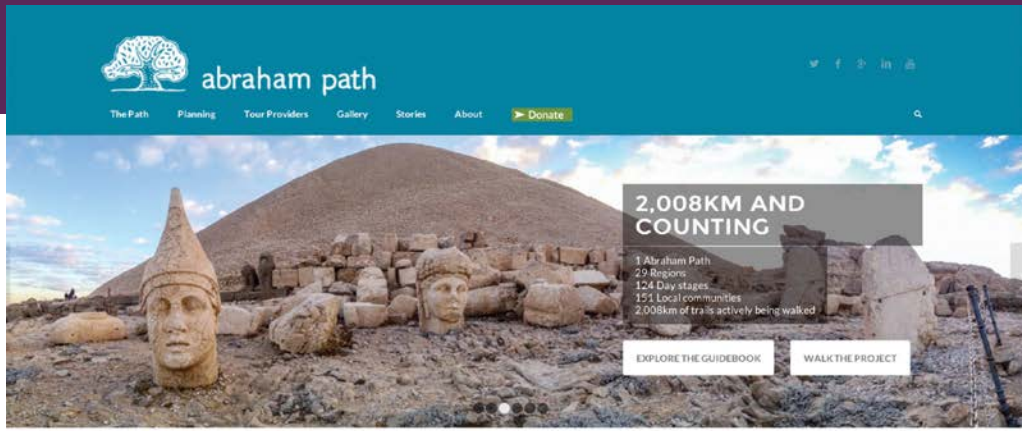 abraham path
The Path Planning Tour Providers Gallery Stories About Donate
2,008KM AND
COUNTING
1 Abraham Path
29 Regions
124 Day stages
151 Local communities
2,008km of trails actively being walked
EXPLORE THE GUIDEBOOK WALK THE PROJECT